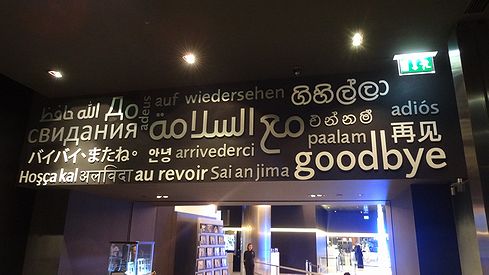 الله حافظ
До свидания
adeus
auf wiedersehen
ගිහිල්ලා එන්නම්
adiós
مع السلامة
paalam
再见
バイバイ・またね。
안녕
arrivederci
goodbye
Hoşça kal
अलविदा
au revoir
Sai an jima